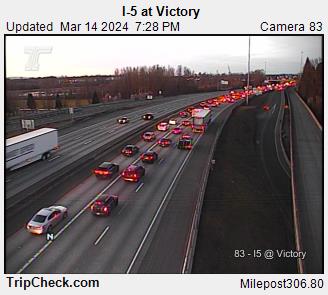 I-5 at Victory
Updated Mar 14 2024 7:28 PM Camera 83
T
N
83 - I5 @ Victory
TripCheck.com Milepost306.80